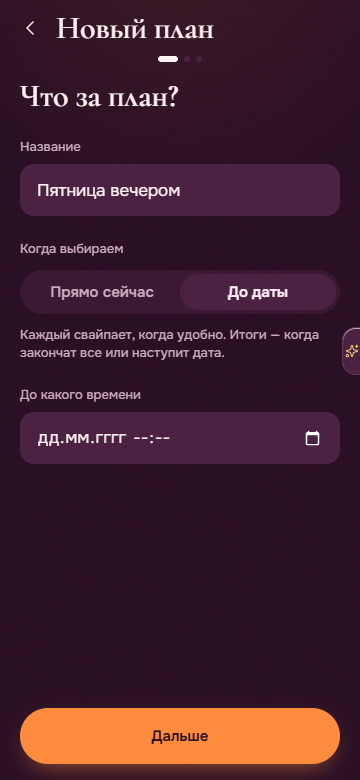 Новый план
Что за план?
Название
Пятница вечером
Когда выбираем
Прямо сейчас
До даты
Каждый свайпает, когда удобно. Итоги — когда
закончат все или наступит дата.
До какого времени
ДД.ММ.ГГГГ --:--
Дальше